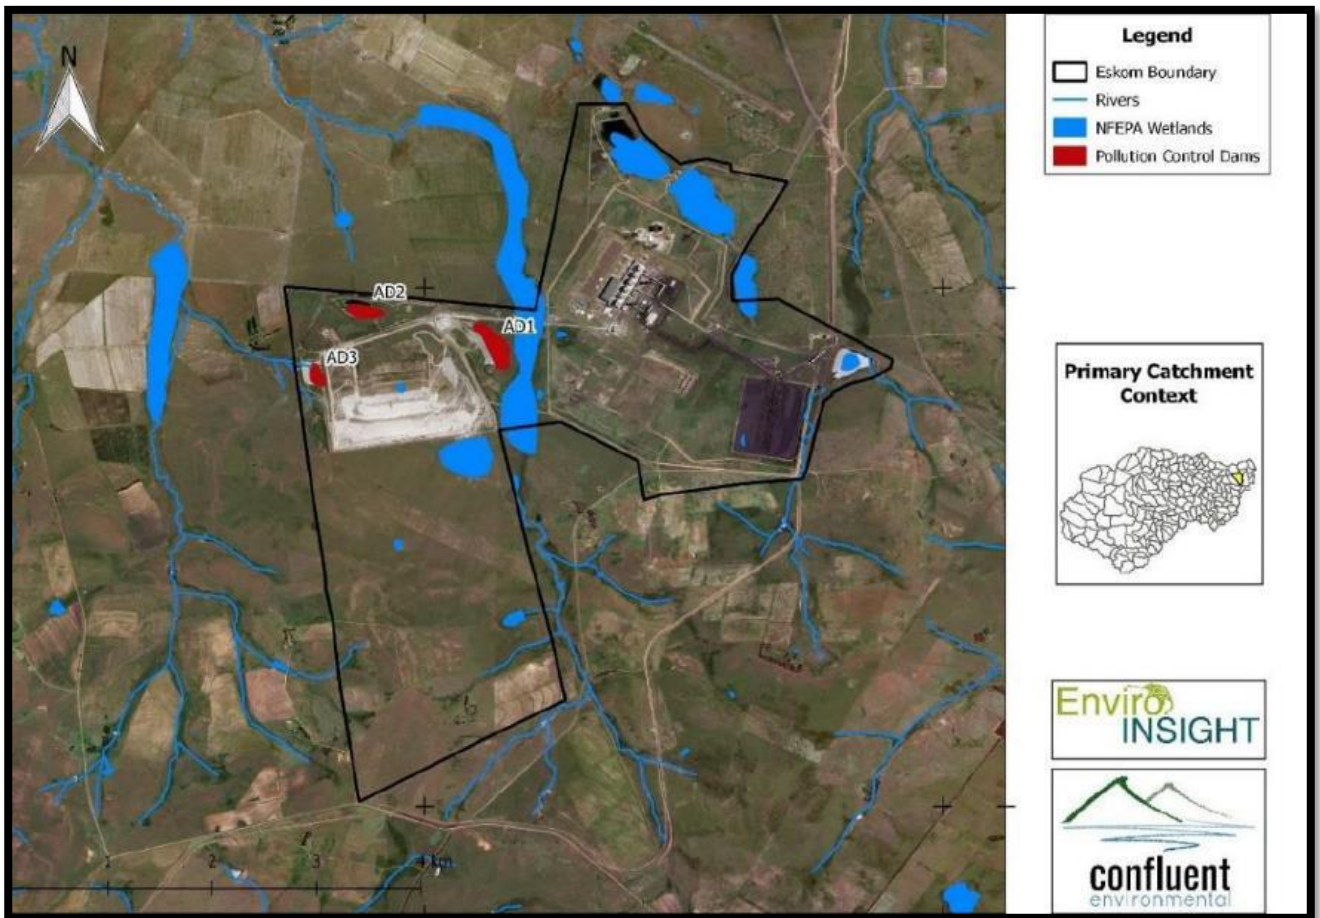 N
AD2
AD1
AD3
1
2
3
4 km
Legend
Eskom Boundary
Rivers
NFEPA Wetlands
Pollution Control Dams
Primary Catchment
Context
Enviro
INSIGHT
confluent
environmental